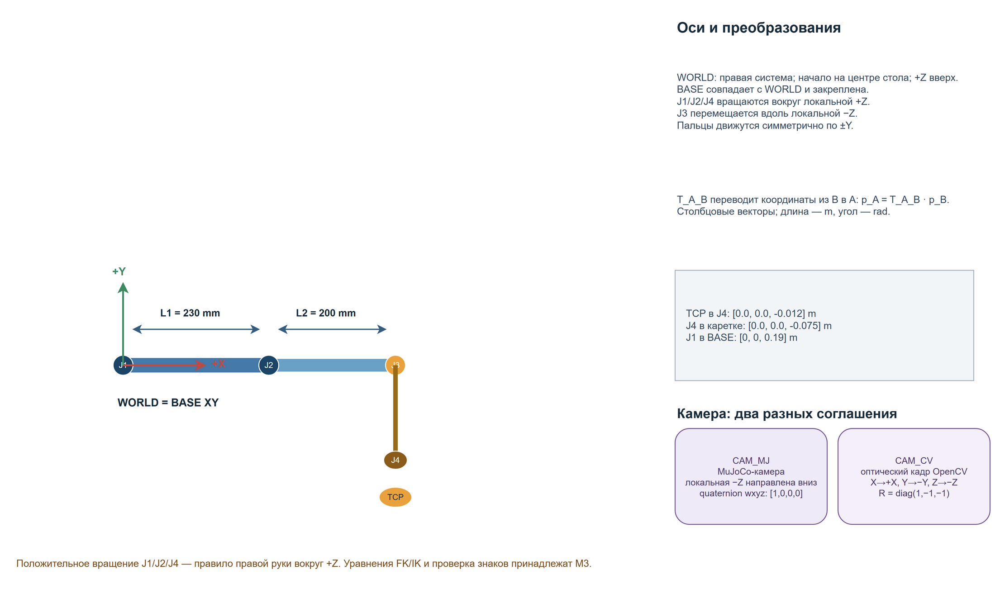 Оси и преобразования
WORLD: правая система; начало на центре стола; +Z вверх.
BASE совпадает с WORLD и закреплена.
J1/J2/J4 вращаются вокруг локальной +Z.
J3 перемещается вдоль локальной −Z.
Пальцы движутся симметрично по ±Y.
T_A_B переводит координаты из B в A: p_A = T_A_B · p_B.
Столбцовые векторы; длина — m, угол — rad.
+Y
L1 = 230 mm
L2 = 200 mm
J1
+X
J2
J3
WORLD = BASE XY
J4
TCP
TCP в J4: [0.0, 0.0, -0.012] m
J4 в каретке: [0.0, 0.0, -0.075] m
J1 в BASE: [0, 0, 0.19] m
Камера: два разных соглашения
CAM_MJ
MuJoCo-камера
локальная −Z направлена вниз
quaternion wxyz: [1,0,0,0]
CAM_CV
оптический кадр OpenCV
X→+X, Y→−Y, Z→−Z
R = diag(1,−1,−1)
Положительное вращение J1/J2/J4 — правило правой руки вокруг +Z. Уравнения FK/IK и проверка знаков принадлежат M3.